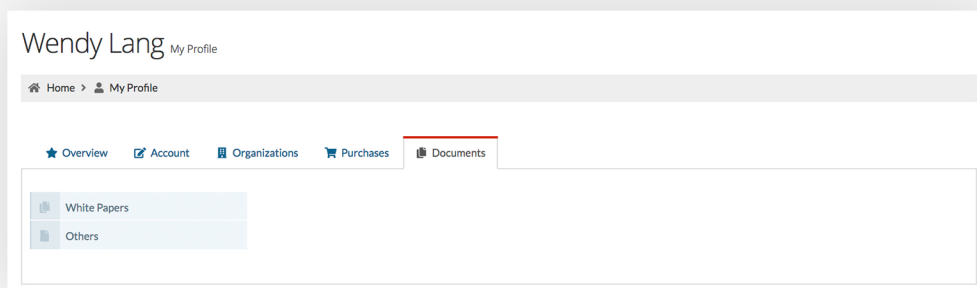 Wendy Lang My Profile
Home > My Profile
Overview Account Organizations Purchases Documents
White Papers
Others